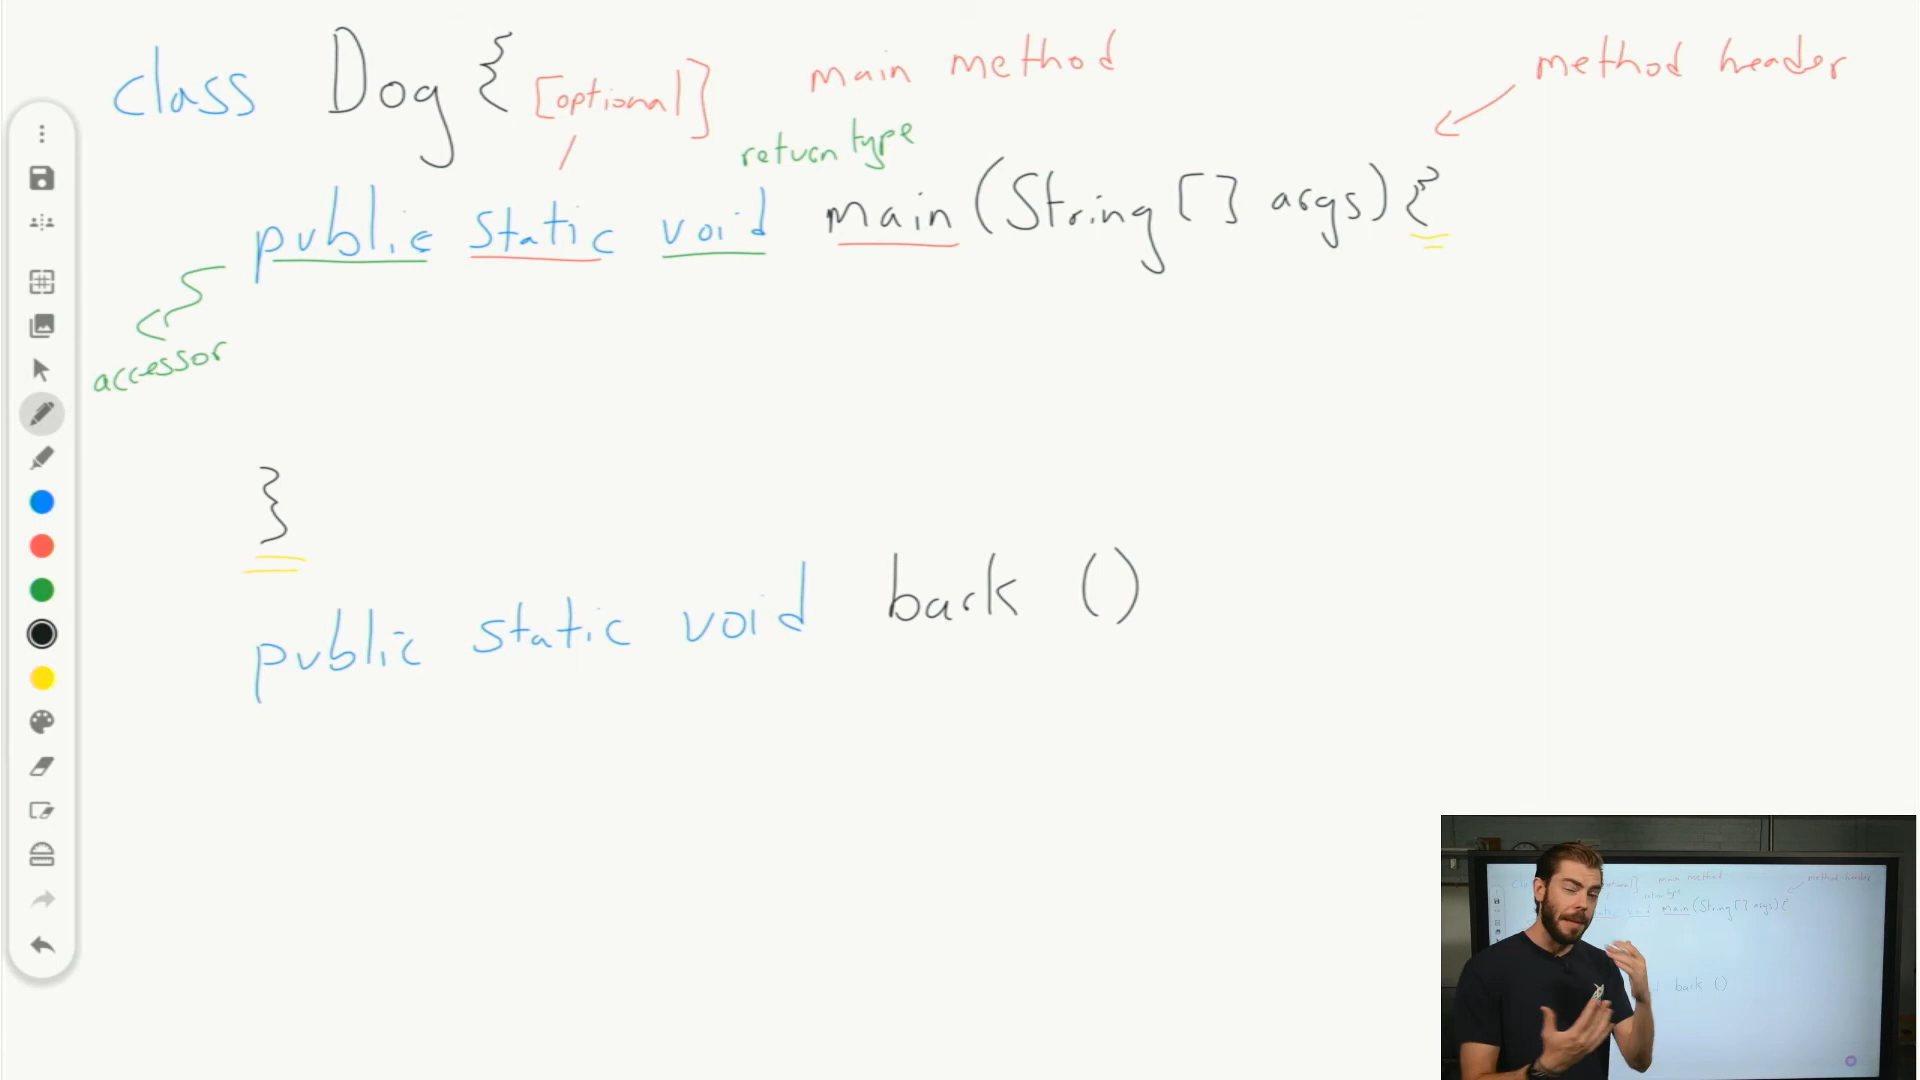 class Dog {
[optional]
main method
method header
return type
public static void main (String [] args) {
accessor
}
public static void bark ()